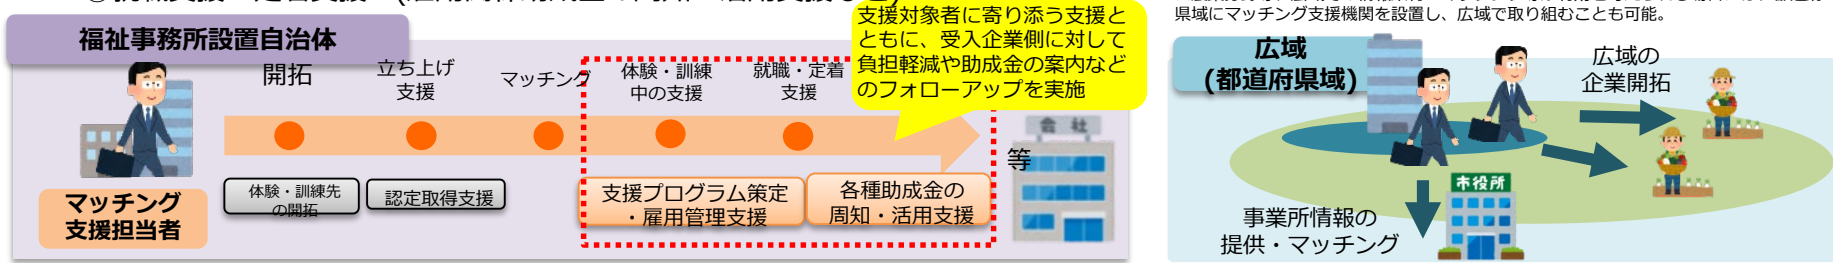 支援対象者に寄り添う支援と
ともに、受入企業側に対して
負担軽減や助成金の案内など
のフォローアップを実施
福祉事務所設置自治体
開拓
立ち上げ
支援
マッチング
体験・訓練
中の支援
就職・定着
支援
会 社
等
マッチング
支援担当者
体験・訓練先
の開拓
認定取得支援
支援プログラム策定
・雇用管理支援
各種助成金の
周知・活用支援
県域にマッチング支援機関を設置し、広域で取り組むことも可能。
広域
(都道府県域)
広域の
企業開拓
市役所
事業所情報の
提供・マッチング